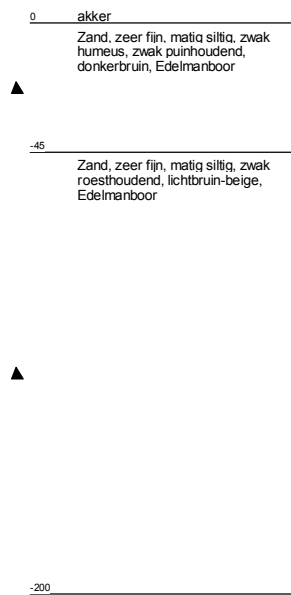 0 akker
Zand, zeer fijn, matig siltig, zwak
humeus, zwak puinhoudend,
donkerbruin, Edelmanboor
-45
Zand, zeer fijn, matig siltig, zwak
roesthoudend, lichtbruin-beige,
Edelmanboor
-200